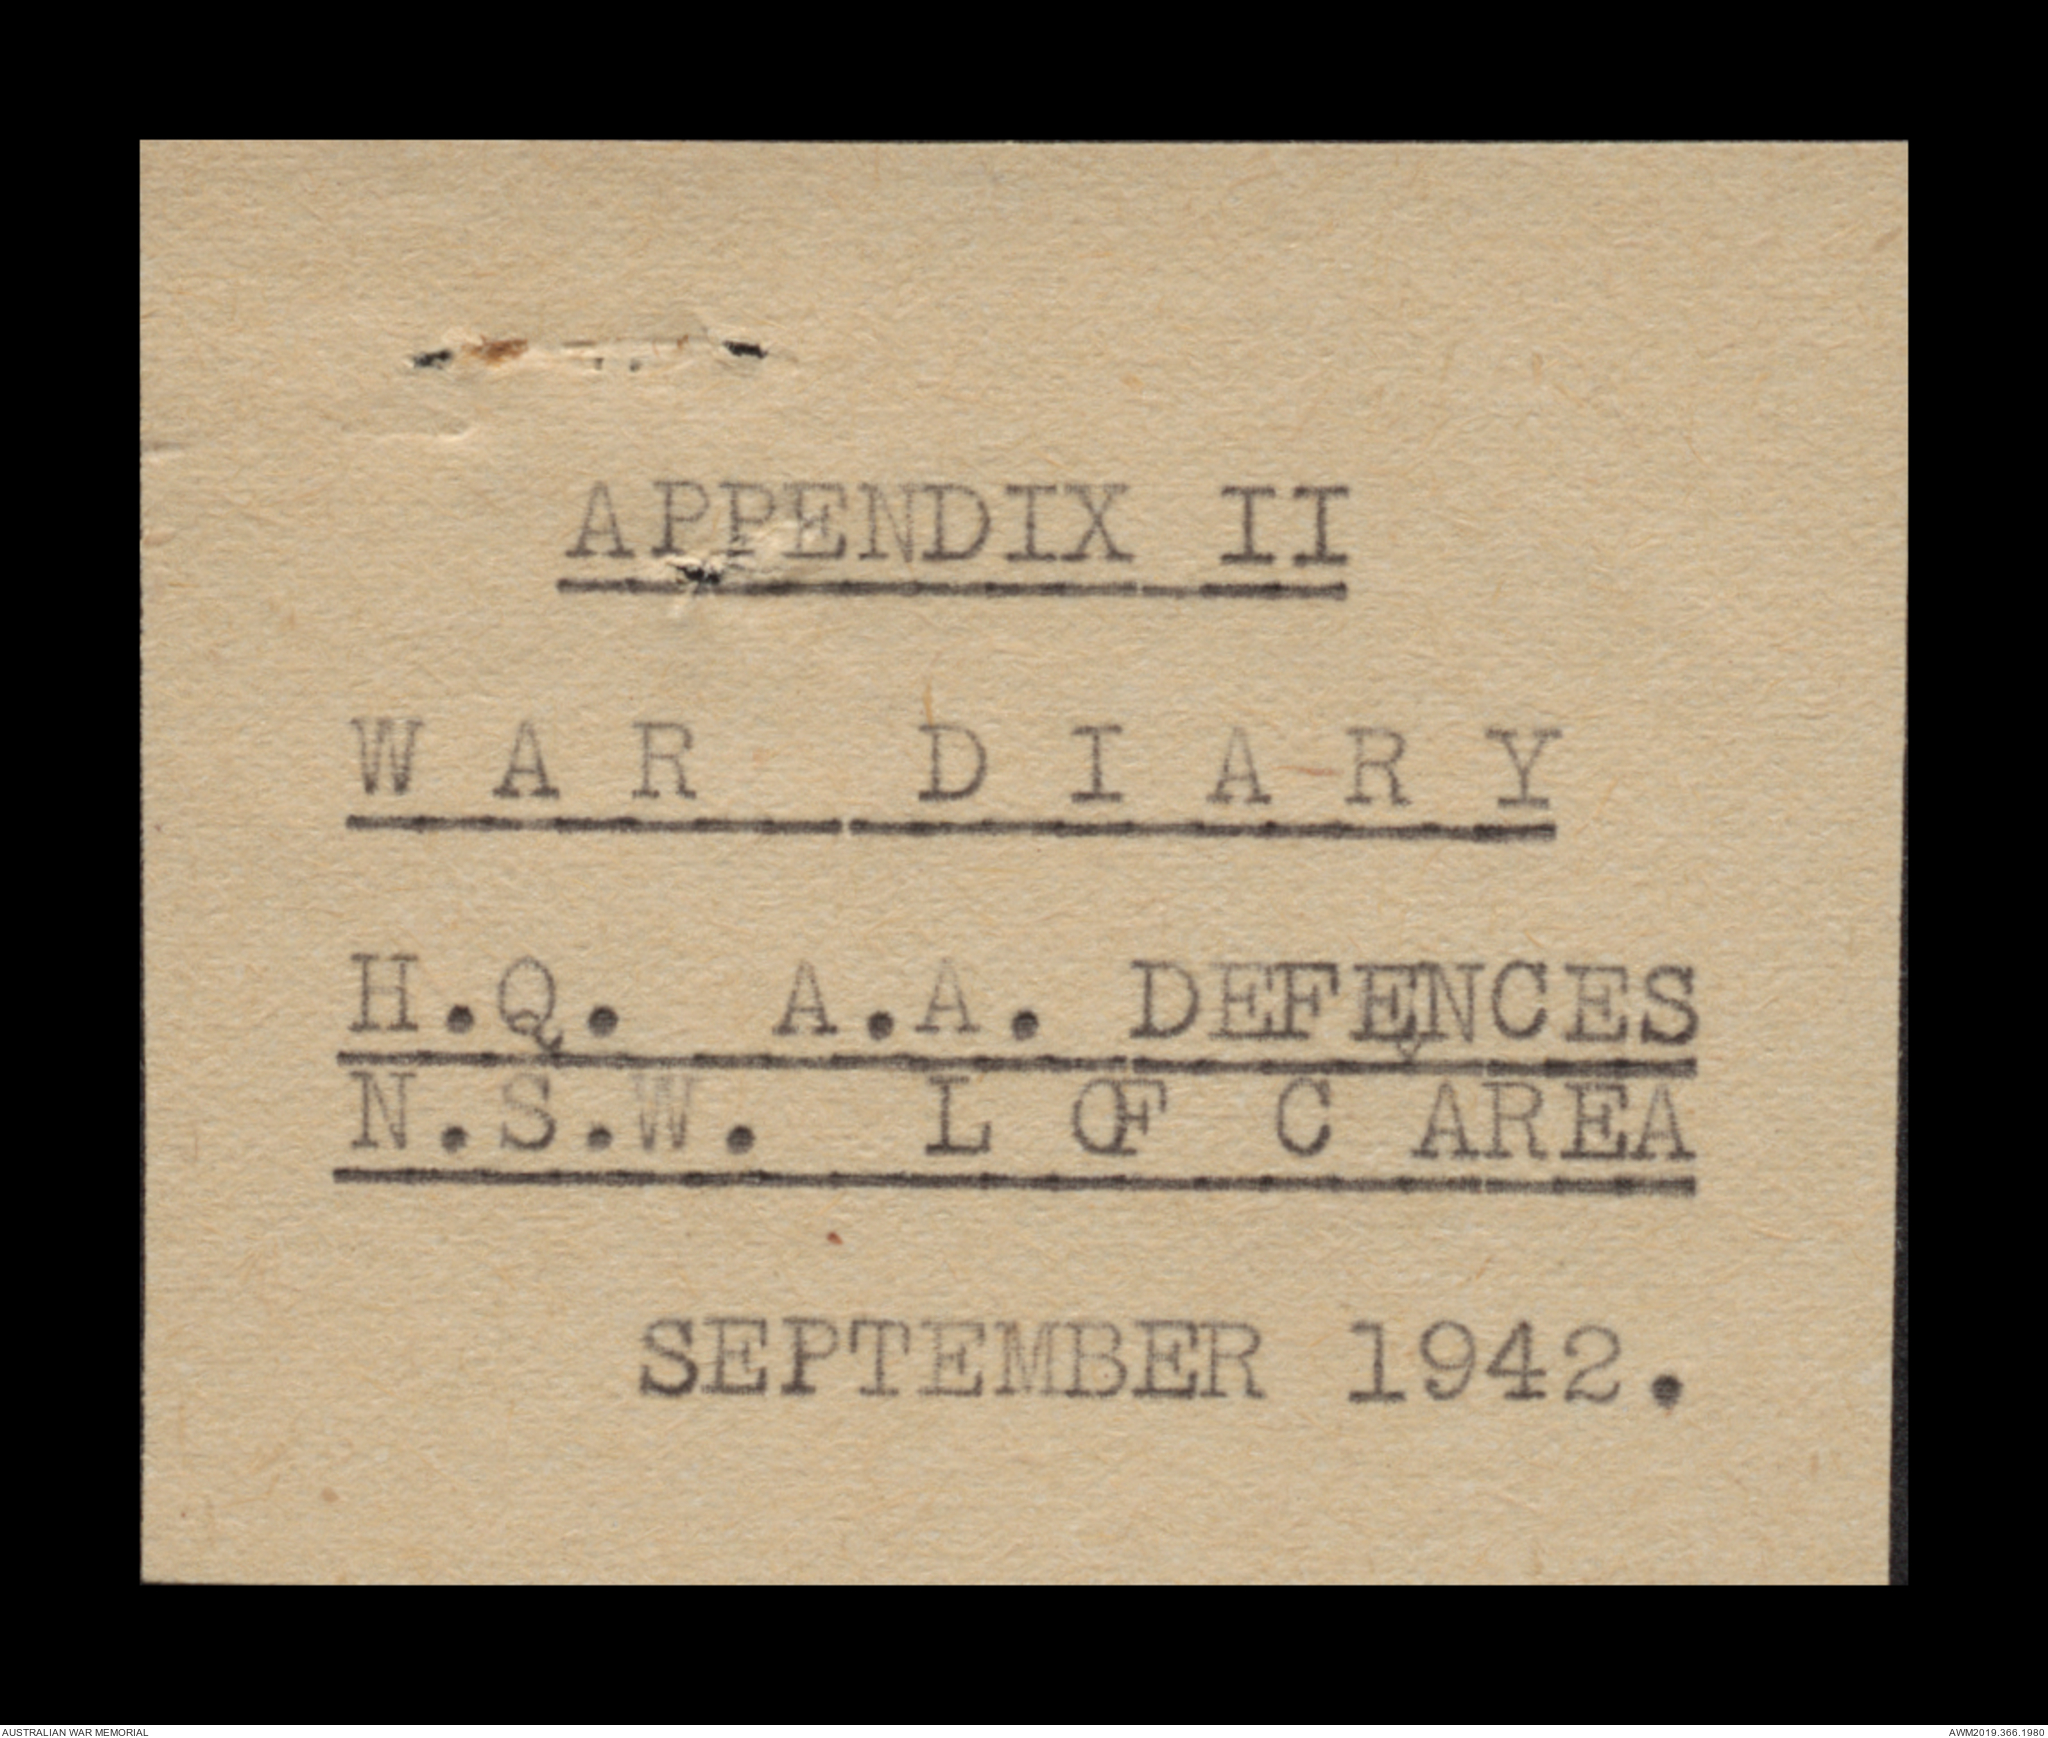 APPENDIX II
W A R  D I A R Y
H.Q.  A.A. DEFENCES
N.S.W.  L OF  C AREA
SEPTEMBER 1942.
AUSTRALIAN WAR MEMORIAL
AWM2019.366.1980